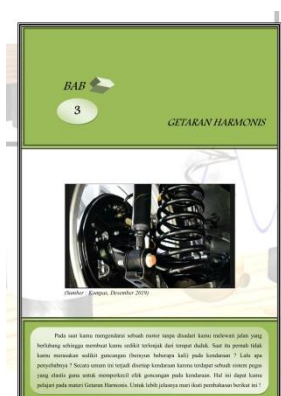 BAB
3
GETARAN HARMONIS
(Sumber : Kompas, Desember 2019)
Pada saat kamu mengendarai sebuah motor tanpa disadari kamu melewati jalan yang
berlubang sehingga membuat kamu sedikit terlonjak dari tempat duduk. Saat itu pernah tidak
kamu merasakan sedikit guncangan (berayun beberapa kali) pada kendaraan ? Lalu apa
penyebabnya ? Secara umum ini terjadi disetiap kendaraan karena terdapat sebuah sistem pegas
yang elastis guna untuk memperkecil efek guncangan pada kendaraan. Hal ini dapat kamu
pelajari pada materi Getaran Harmonis. Untuk lebih jelasnya mari ikuti pembahasan berikut ini !